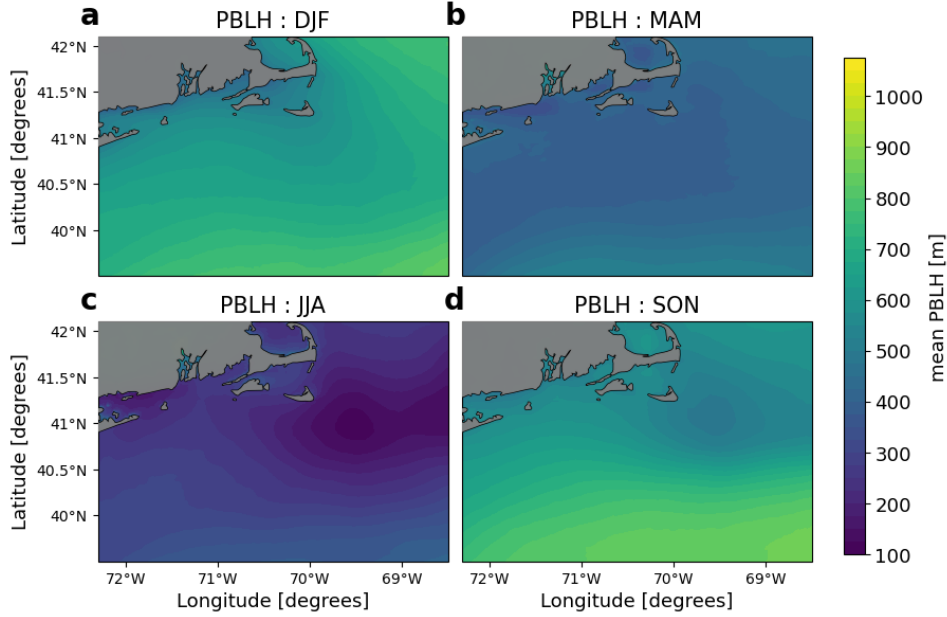 a PBLH : DJF
b PBLH : MAM
42°N
41.5°N
41°N
40.5°N
40°N
Latitude [degrees]
c PBLH : JJA
d PBLH : SON
42°N
41.5°N
41°N
40.5°N
40°N
Latitude [degrees]
72°W 71°W 70°W 69°W
72°W 71°W 70°W 69°W
Longitude [degrees]
Longitude [degrees]
1000
900
800
700
600
500
400
300
200
100
mean PBLH [m]